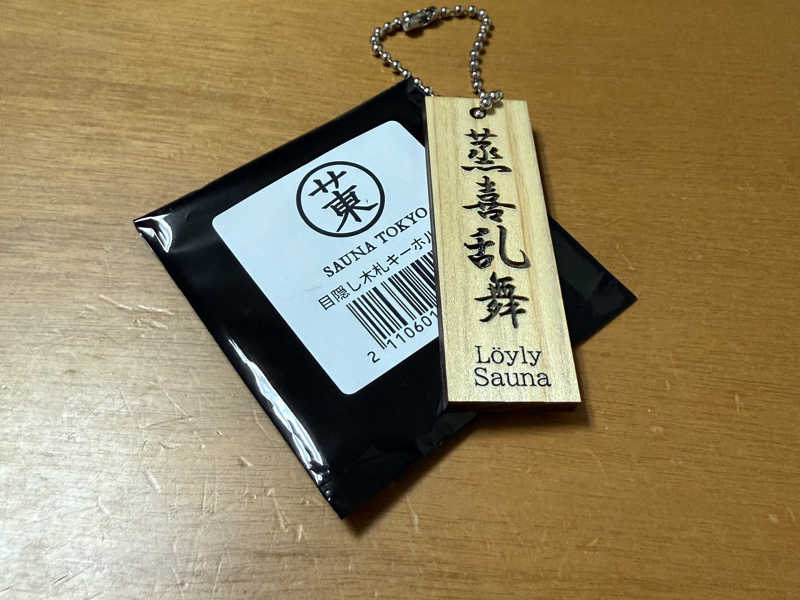 サ東
SAUNA TOKYO
目隠し木札キーホル
2 110601
蒸喜乱舞
Löyly
Sauna